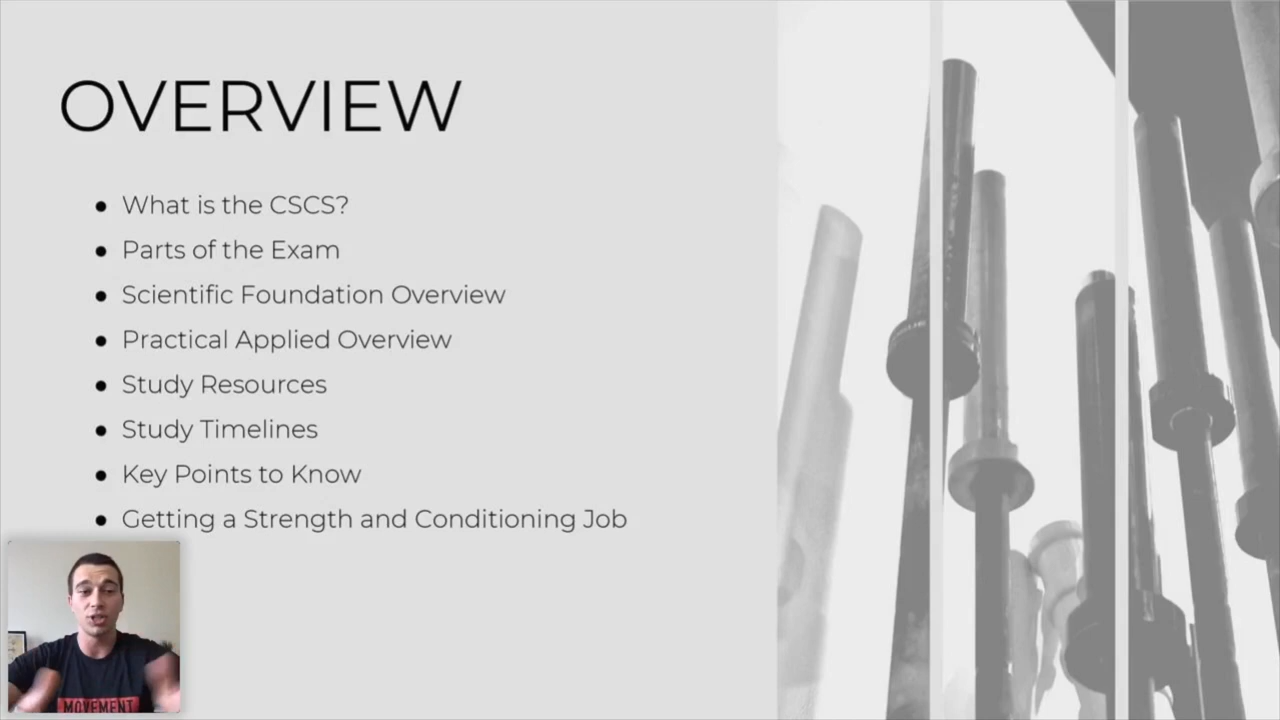 OVERVIEW
● What is the CSCS?
● Parts of the Exam
● Scientific Foundation Overview
● Practical Applied Overview
● Study Resources
● Study Timelines
● Key Points to Know
● Getting a Strength and Conditioning Job
MOVEMENT